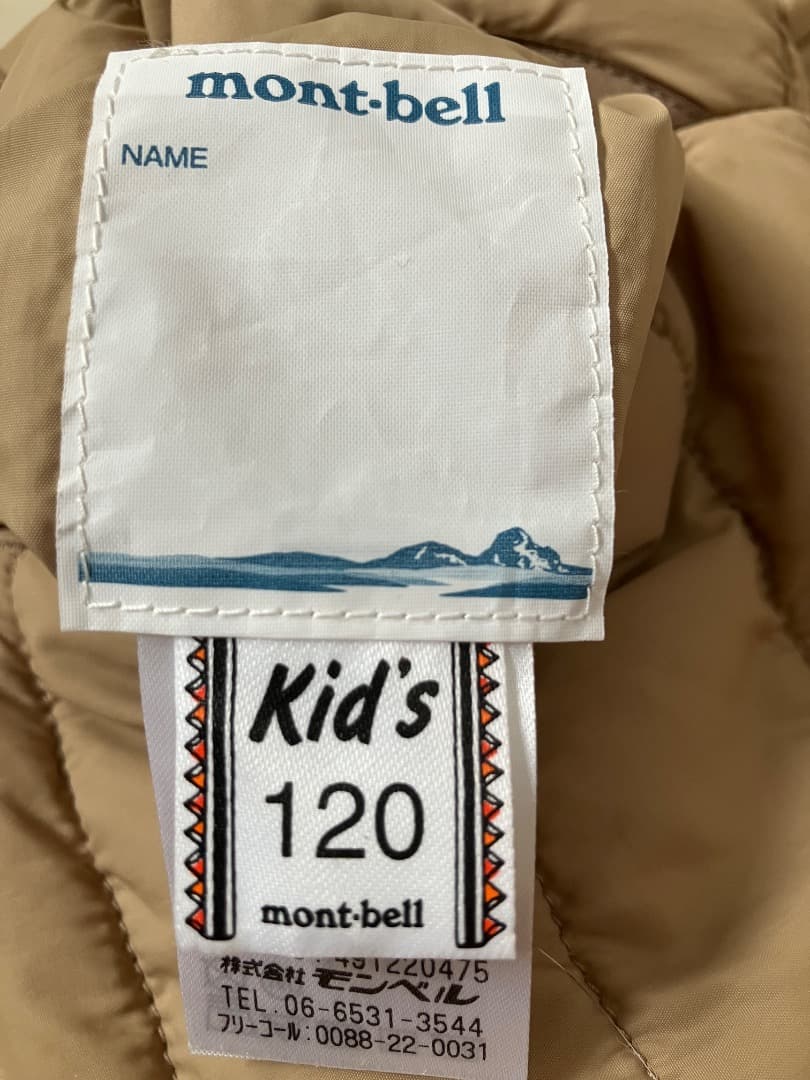 mont-bell
NAME
Kid's
120
mont-bell
491220475
株式会社 モンベル
TEL. 06-6531-3544
フリーコール:0088-22-0031